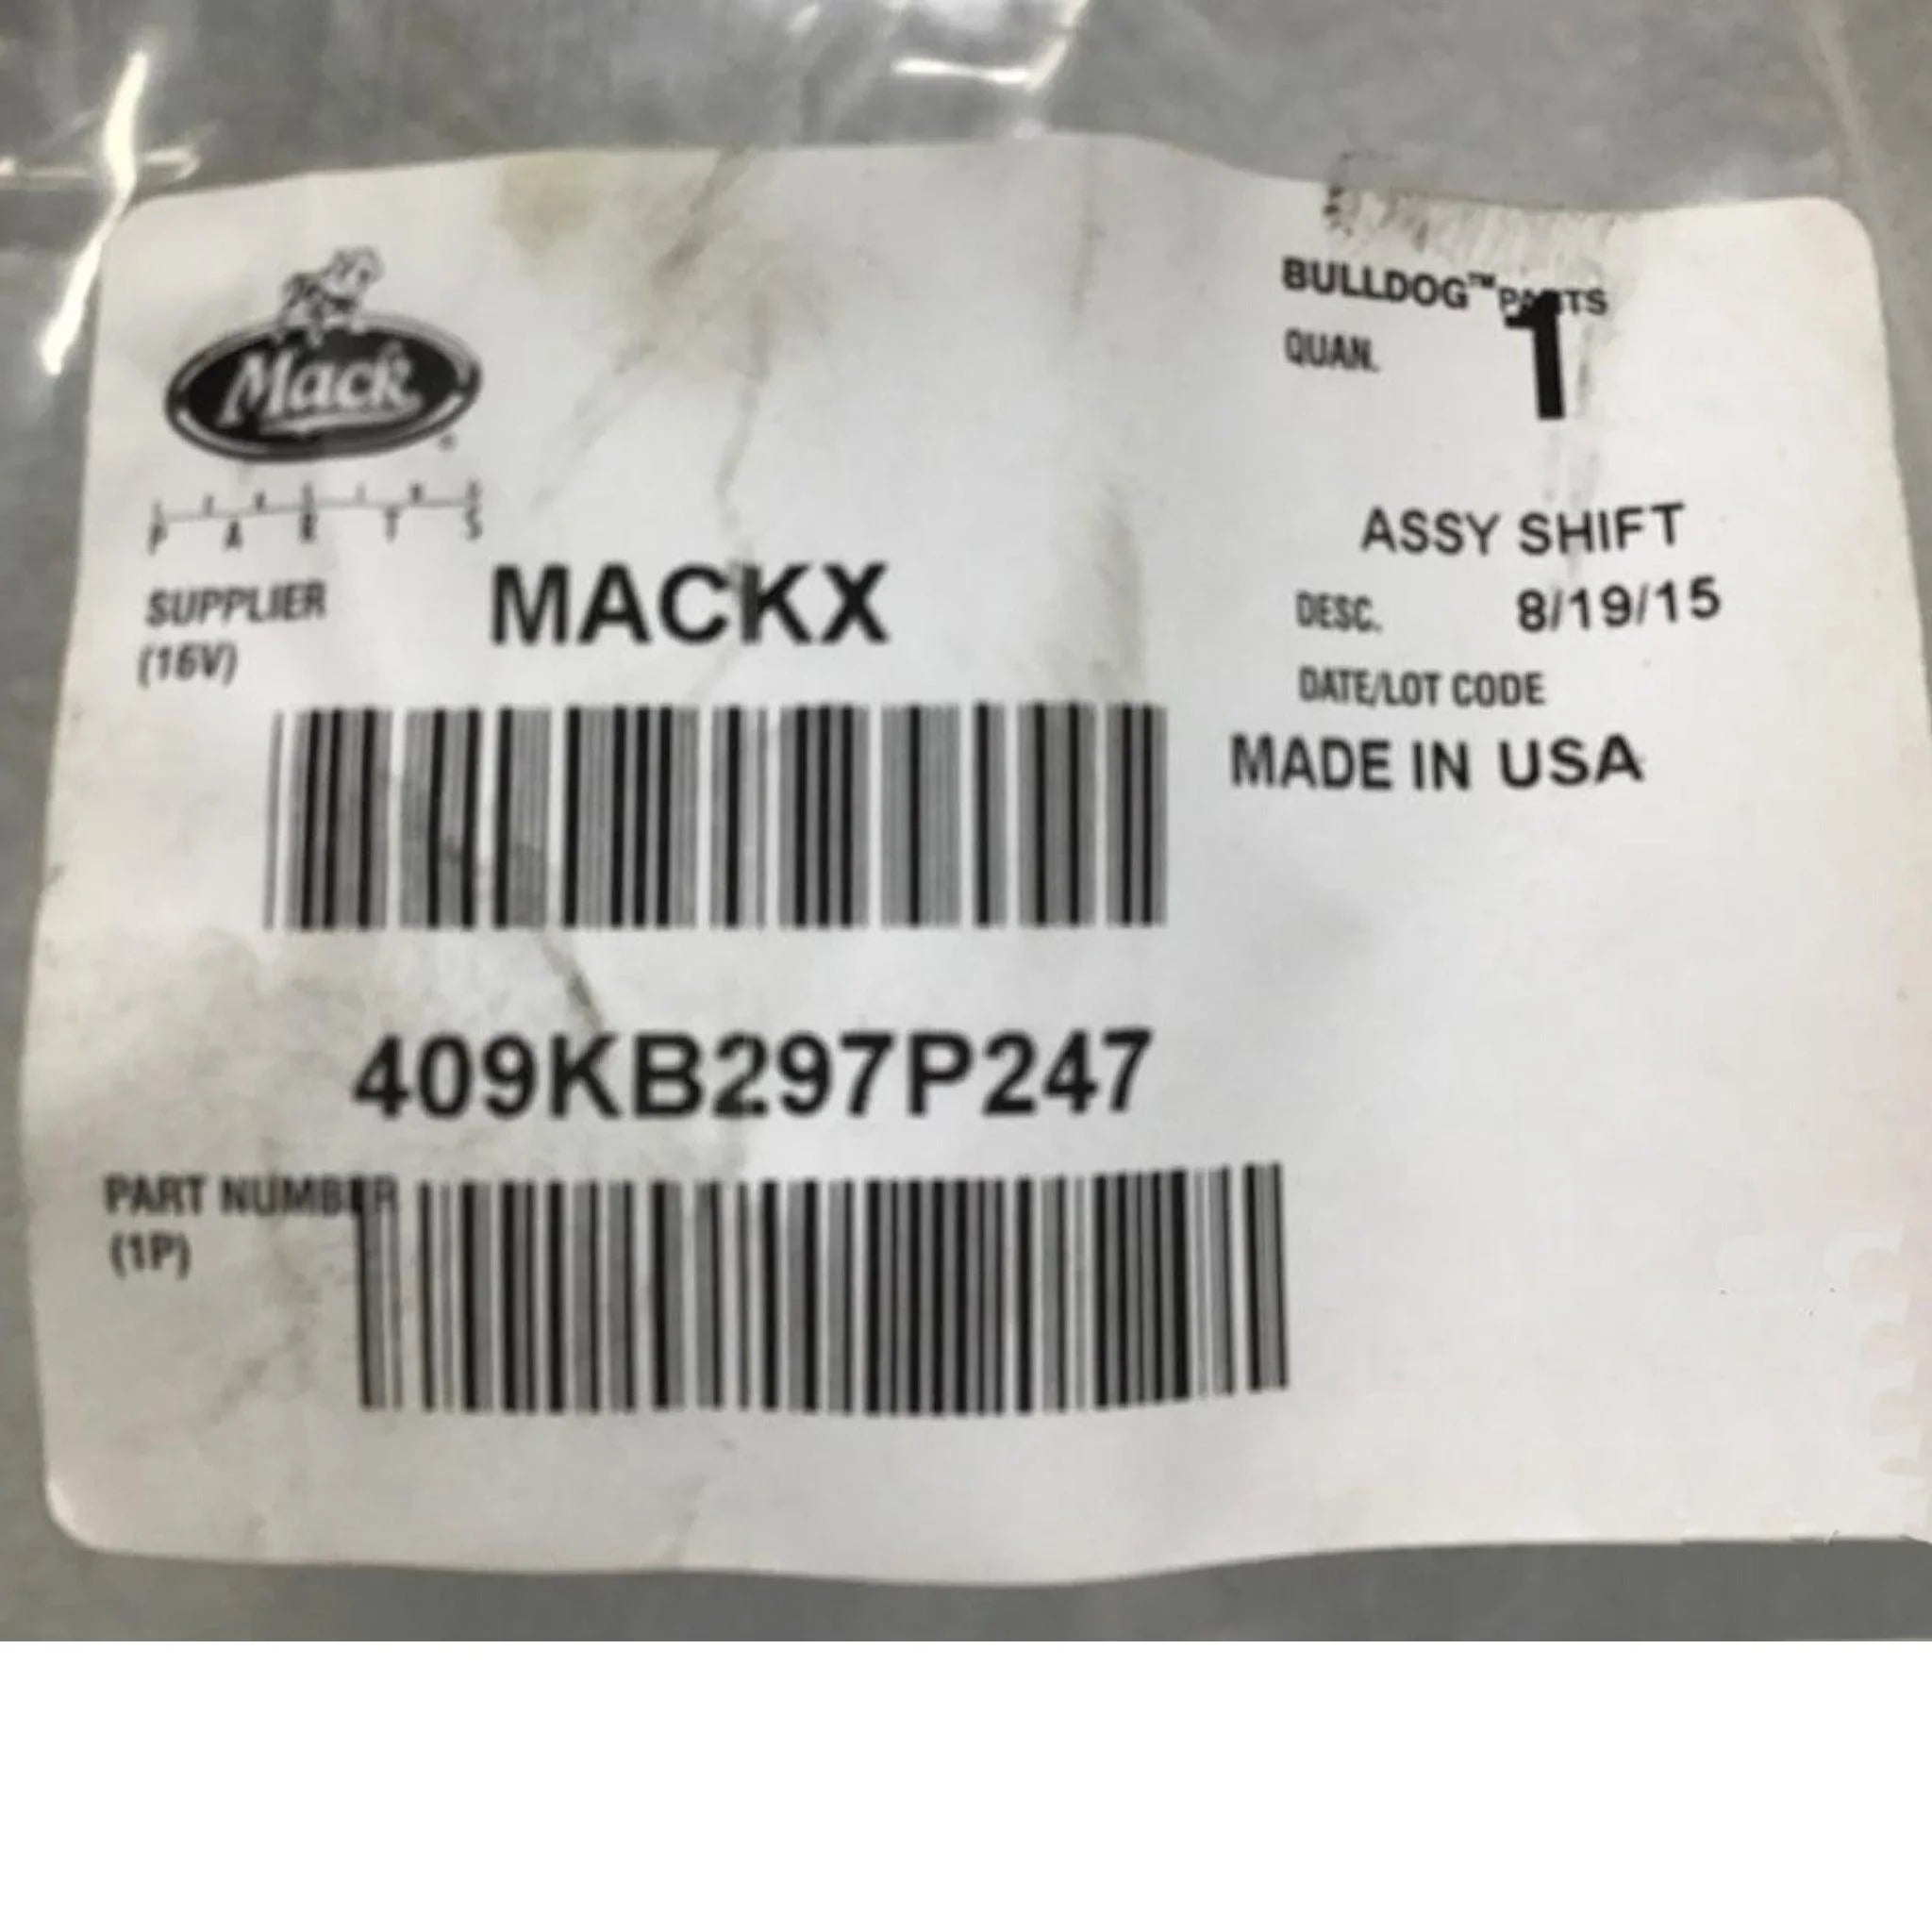 Mack
PARTS
BULLDOG™ PARTS
QUAN. 1
SUPPLIER MACKX
(16V)
ASSY SHIFT
DESC. 8/19/15
DATE/LOT CODE
MADE IN USA
409KB297P247
PART NUMBER
(1P)